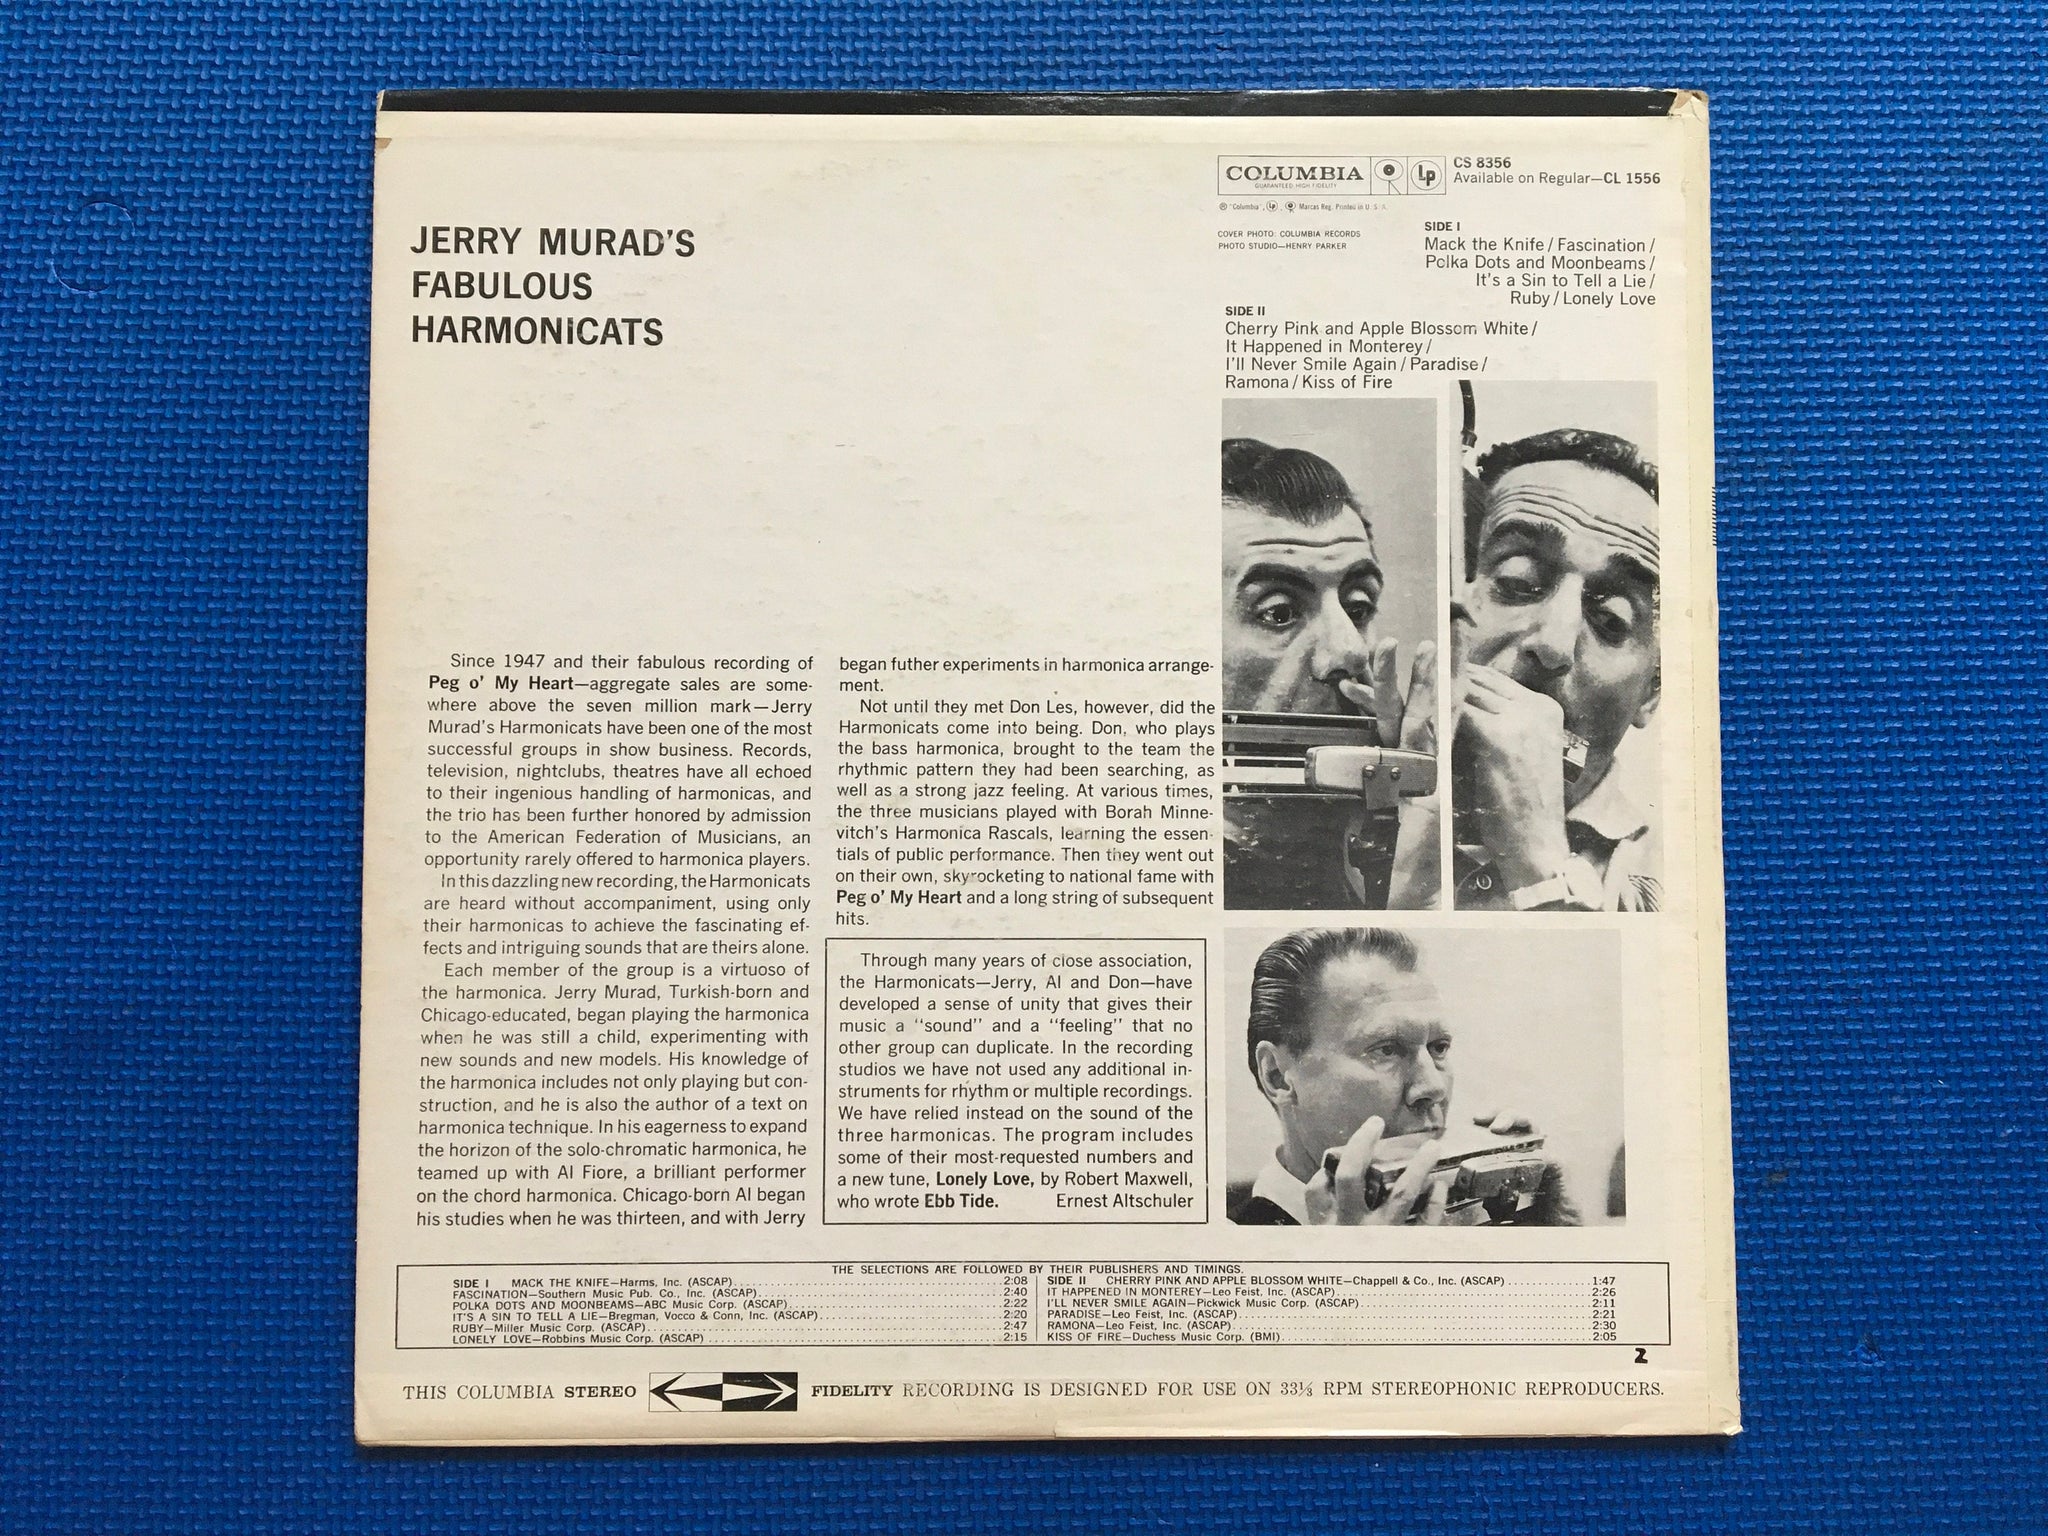 COLUMBIA
GUARANTEED HIGH FIDELITY
Lp
CS 8356
Available on Regular—CL 1556
® "Columbia", Lp, Marcas Reg. Printed in U. S. A.
COVER PHOTO: COLUMBIA RECORDS
PHOTO STUDIO—HENRY PARKER
JERRY MURAD'S
FABULOUS
HARMONICATS
SIDE I
Mack the Knife / Fascination /
Polka Dots and Moonbeams /
It's a Sin to Tell a Lie /
Ruby / Lonely Love
SIDE II
Cherry Pink and Apple Blossom White /
It Happened in Monterey /
I'll Never Smile Again / Paradise /
Ramona / Kiss of Fire
Since 1947 and their fabulous recording of
Peg o' My Heart—aggregate sales are some-
where above the seven million mark—Jerry
Murad's Harmonicats have been one of the most
successful groups in show business. Records,
television, nightclubs, theatres have all echoed
to their ingenious handling of harmonicas, and
the trio has been further honored by admission
to the American Federation of Musicians, an
opportunity rarely offered to harmonica players.
In this dazzling new recording, the Harmonicats
are heard without accompaniment, using only
their harmonicas to achieve the fascinating ef-
fects and intriguing sounds that are theirs alone.
Each member of the group is a virtuoso of
the harmonica. Jerry Murad, Turkish-born and
Chicago-educated, began playing the harmonica
when he was still a child, experimenting with
new sounds and new models. His knowledge of
the harmonica includes not only playing but con-
struction, and he is also the author of a text on
harmonica technique. In his eagerness to expand
the horizon of the solo-chromatic harmonica, he
teamed up with Al Fiore, a brilliant performer
on the chord harmonica. Chicago-born Al began
his studies when he was thirteen, and with Jerry
began futher experiments in harmonica arrange-
ment.
Not until they met Don Les, however, did the
Harmonicats come into being. Don, who plays
the bass harmonica, brought to the team the
rhythmic pattern they had been searching, as
well as a strong jazz feeling. At various times,
the three musicians played with Borah Minne-
vitch's Harmonica Rascals, learning the essen-
tials of public performance. Then they went out
on their own, skyrocketing to national fame with
Peg o' My Heart and a long string of subsequent
hits.
Through many years of close association,
the Harmonicats—Jerry, Al and Don—have
developed a sense of unity that gives their
music a "sound" and a "feeling" that no
other group can duplicate. In the recording
studios we have not used any additional in-
struments for rhythm or multiple recordings.
We have relied instead on the sound of the
three harmonicas. The program includes
some of their most-requested numbers and
a new tune, Lonely Love, by Robert Maxwell,
who wrote Ebb Tide. Ernest Altschuler
THE SELECTIONS ARE FOLLOWED BY THEIR PUBLISHERS AND TIMINGS.
SIDE I MACK THE KNIFE—Harms, Inc. (ASCAP) 2:08
FASCINATION—Southern Music Pub. Co., Inc. (ASCAP) 2:40
POLKA DOTS AND MOONBEAMS—ABC Music Corp. (ASCAP) 2:22
IT'S A SIN TO TELL A LIE—Bregman, Vocco & Conn, Inc. (ASCAP) 2:20
RUBY—Miller Music Corp. (ASCAP) 2:47
LONELY LOVE—Robbins Music Corp. (ASCAP) 2:15
SIDE II CHERRY PINK AND APPLE BLOSSOM WHITE—Chappell & Co., Inc. (ASCAP) 1:47
IT HAPPENED IN MONTEREY—Leo Feist, Inc. (ASCAP) 2:26
I'LL NEVER SMILE AGAIN—Pickwick Music Corp. (ASCAP) 2:11
PARADISE—Leo Feist, Inc. (ASCAP) 2:21
RAMONA—Leo Feist, Inc. (ASCAP) 2:30
KISS OF FIRE—Duchess Music Corp. (BMI) 2:05
2
THIS COLUMBIA STEREO FIDELITY RECORDING IS DESIGNED FOR USE ON 33⅓ RPM STEREOPHONIC REPRODUCERS.